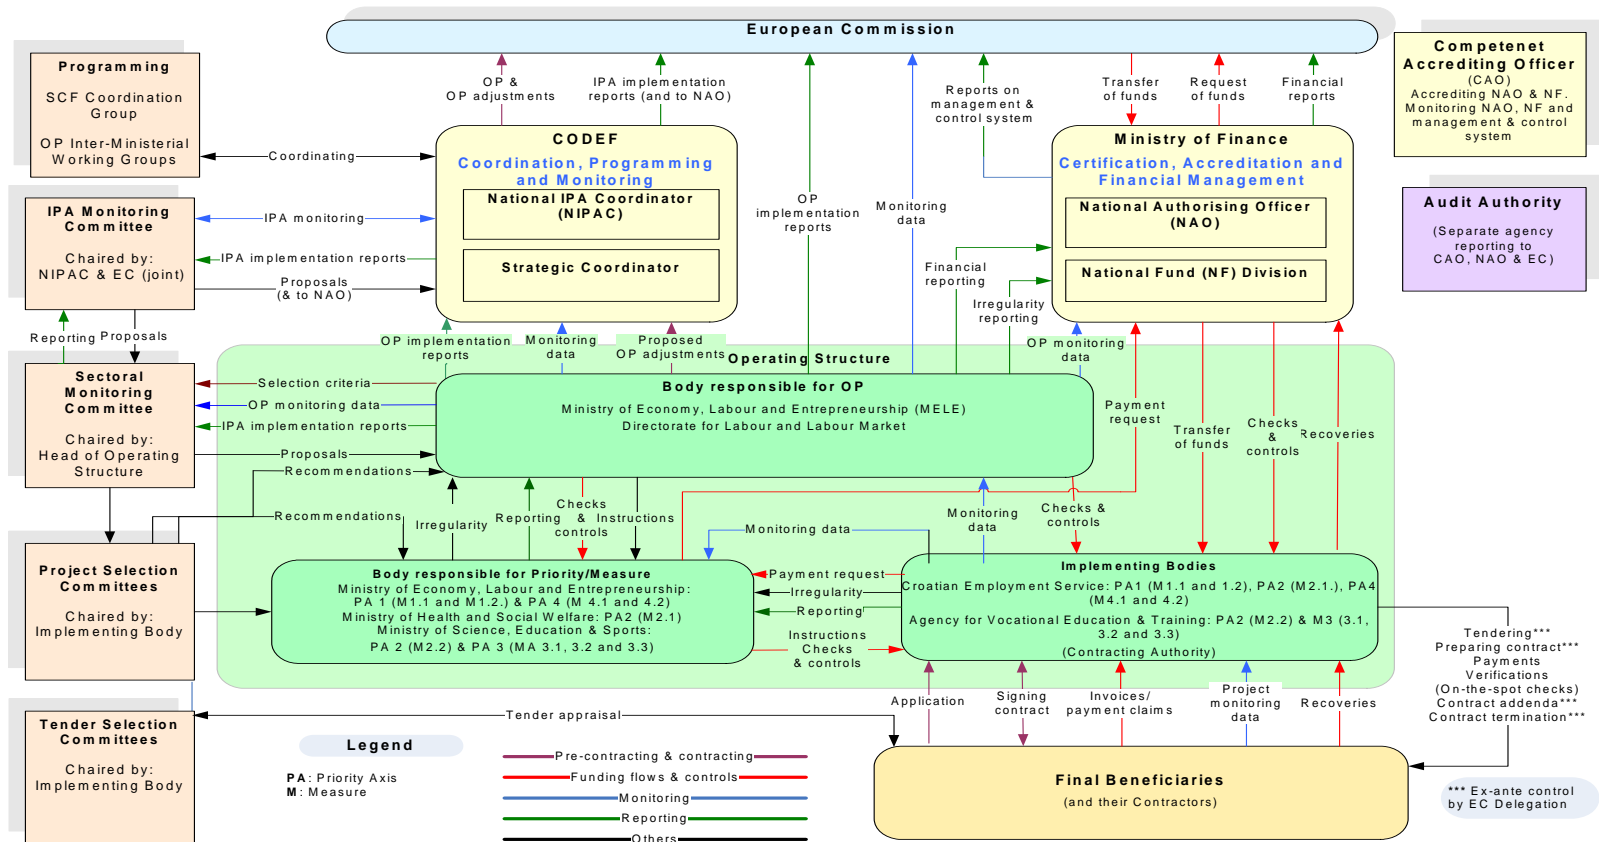 European Commission
Programming
SCF Coordination
Group
OP Inter-Ministerial
Working Groups
OP &
OP adjustments
IPA implementation
reports (and to NAO)
Reports on
management &
control system
Transfer
of funds
Request
of funds
Financial
reports
Competenet
Accrediting Officer
(CAO)
Accrediting NAO & NF.
Monitoring NAO, NF and
management & control
system
Coordinating
CODEF
Coordination, Programming
and Monitoring
National IPA Coordinator
(NIPAC)
Strategic Coordinator
Ministry of Finance
Certification, Accreditation and
Financial Management
National Authorising Officer
(NAO)
National Fund (NF) Division
Audit Authority
(Separate agency
reporting to
CAO, NAO & EC)
IPA Monitoring
Committee
Chaired by:
NIPAC & EC (joint)
IPA monitoring
IPA implementation reports
Proposals
(& to NAO)
OP
implementation
reports
Monitoring
data
Financial
reporting
Irregularity
reporting
Reporting
Proposals
OP implementation
reports
Monitoring
data
Proposed
OP adjustments
OP monitoring
data
Operating Structure
Sectoral
Monitoring
Committee
Chaired by:
Head of Operating
Structure
Selection criteria
OP monitoring data
IPA implementation reports
Proposals
Recommendations
Body responsible for OP
Ministry of Economy, Labour and Entrepreneurship (MELE)
Directorate for Labour and Labour Market
Payment
request
Transfer
of funds
Checks
&
controls
Recoveries
Recommendations
Irregularity
Reporting
Checks
&
controls
Instructions
Monitoring data
Monitoring
data
Checks &
controls
Project Selection
Committees
Chaired by:
Implementing Body
Body responsible for Priority/Measure
Ministry of Economy, Labour and Entrepreneurship:
PA 1 (M1.1 and M1.2.) & PA 4 (M 4.1 and 4.2)
Ministry of Health and Social Welfare: PA2 (M2.1)
Ministry of Science, Education & Sports:
PA 2 (M2.2) & PA 3 (MA 3.1, 3.2 and 3.3)
Payment request
Irregularity
Reporting
Instructions
Checks
& controls
Implementing Bodies
Croatian Employment Service: PA1 (M1.1 and 1.2), PA2 (M2.1.), PA4
(M4.1 and 4.2)
Agency for Vocational Education & Training: PA2 (M2.2) & M3 (3.1,
3.2 and 3.3)
(Contracting Authority)
Tendering***
Preparing contract***
Payments
Verifications
(On-the-spot checks)
Contract addenda***
Contract termination***
Application
Signing
contract
Invoices/
payment claims
Project
monitoring
data
Recoveries
Tender Selection
Committees
Chaired by:
Implementing Body
Tender appraisal
Legend
PA: Priority Axis
M: Measure
Pre-contracting & contracting
Funding flows & controls
Monitoring
Reporting
Others
Final Beneficiaries
(and their Contractors)
*** Ex-ante control
by EC Delegation